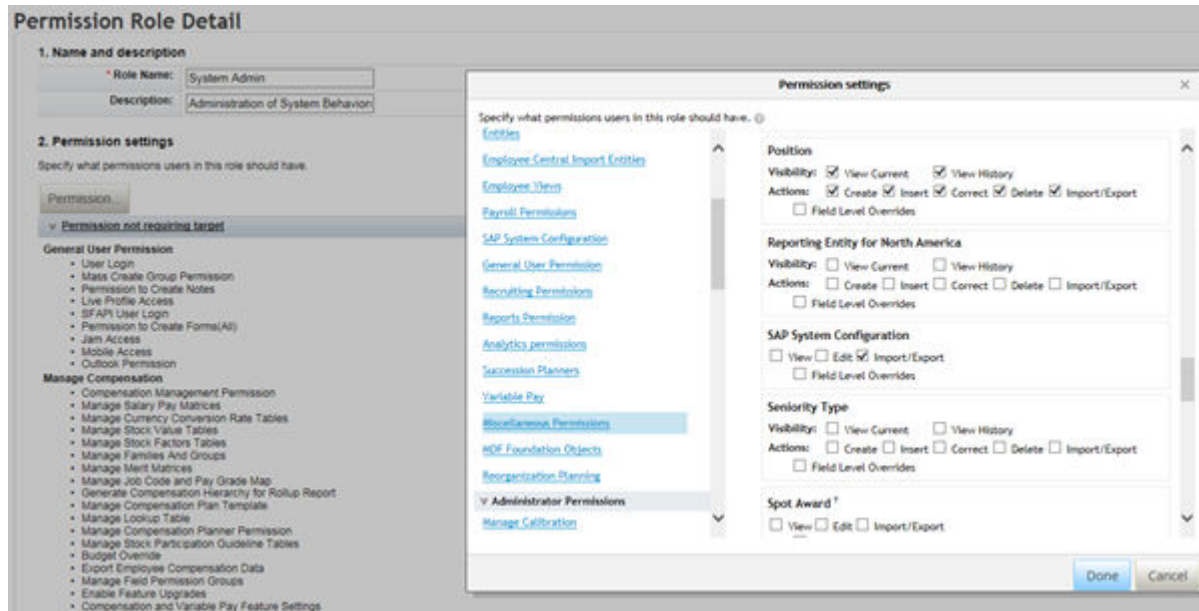 Permission Role Detail
1. Name and description
* Role Name: System Admin
Description: Administration of System Behavior
2. Permission settings
Specify what permissions users in this role should have.
Permission...
Permission not requiring target
General User Permission
• User Login
• Mass Create Group Permission
• Permission to Create Notes
• Live Profile Access
• SFAPI User Login
• Permission to Create Forms(All)
• Jam Access
• Mobile Access
• Outlook Permission
Manage Compensation
• Compensation Management Permission
• Manage Salary Pay Matrices
• Manage Currency Conversion Rate Tables
• Manage Stock Value Tables
• Manage Stock Factors Tables
• Manage Families And Groups
• Manage Merit Matrices
• Manage Job Code and Pay Grade Map
• Generate Compensation Hierarchy for Rollup Report
• Manage Compensation Plan Template
• Manage Lookup Table
• Manage Compensation Planner Permission
• Manage Stock Participation Guideline Tables
• Budget Override
• Export Employee Compensation Data
• Manage Field Permission Groups
• Enable Feature Upgrades
• Compensation and Variable Pay Feature Settings
Permission settings
Specify what permissions users in this role should have.
Entities
Employee Central Import Entities
Employee Views
Payroll Permissions
SAP System Configuration
General User Permission
Recruiting Permissions
Reports Permission
Analytics permissions
Succession Planners
Variable Pay
Miscellaneous Permissions
MDF Foundation Objects
Reorganization Planning
Administrator Permissions
Manage Calibration
Position
Visibility: View Current View History
Actions: Create Insert Correct Delete Import/Export
Field Level Overrides
Reporting Entity for North America
Visibility: View Current View History
Actions: Create Insert Correct Delete Import/Export
Field Level Overrides
SAP System Configuration
View Edit Import/Export
Field Level Overrides
Seniority Type
Visibility: View Current View History
Actions: Create Insert Correct Delete Import/Export
Field Level Overrides
Spot Award †
View Edit Import/Export
Done Cancel